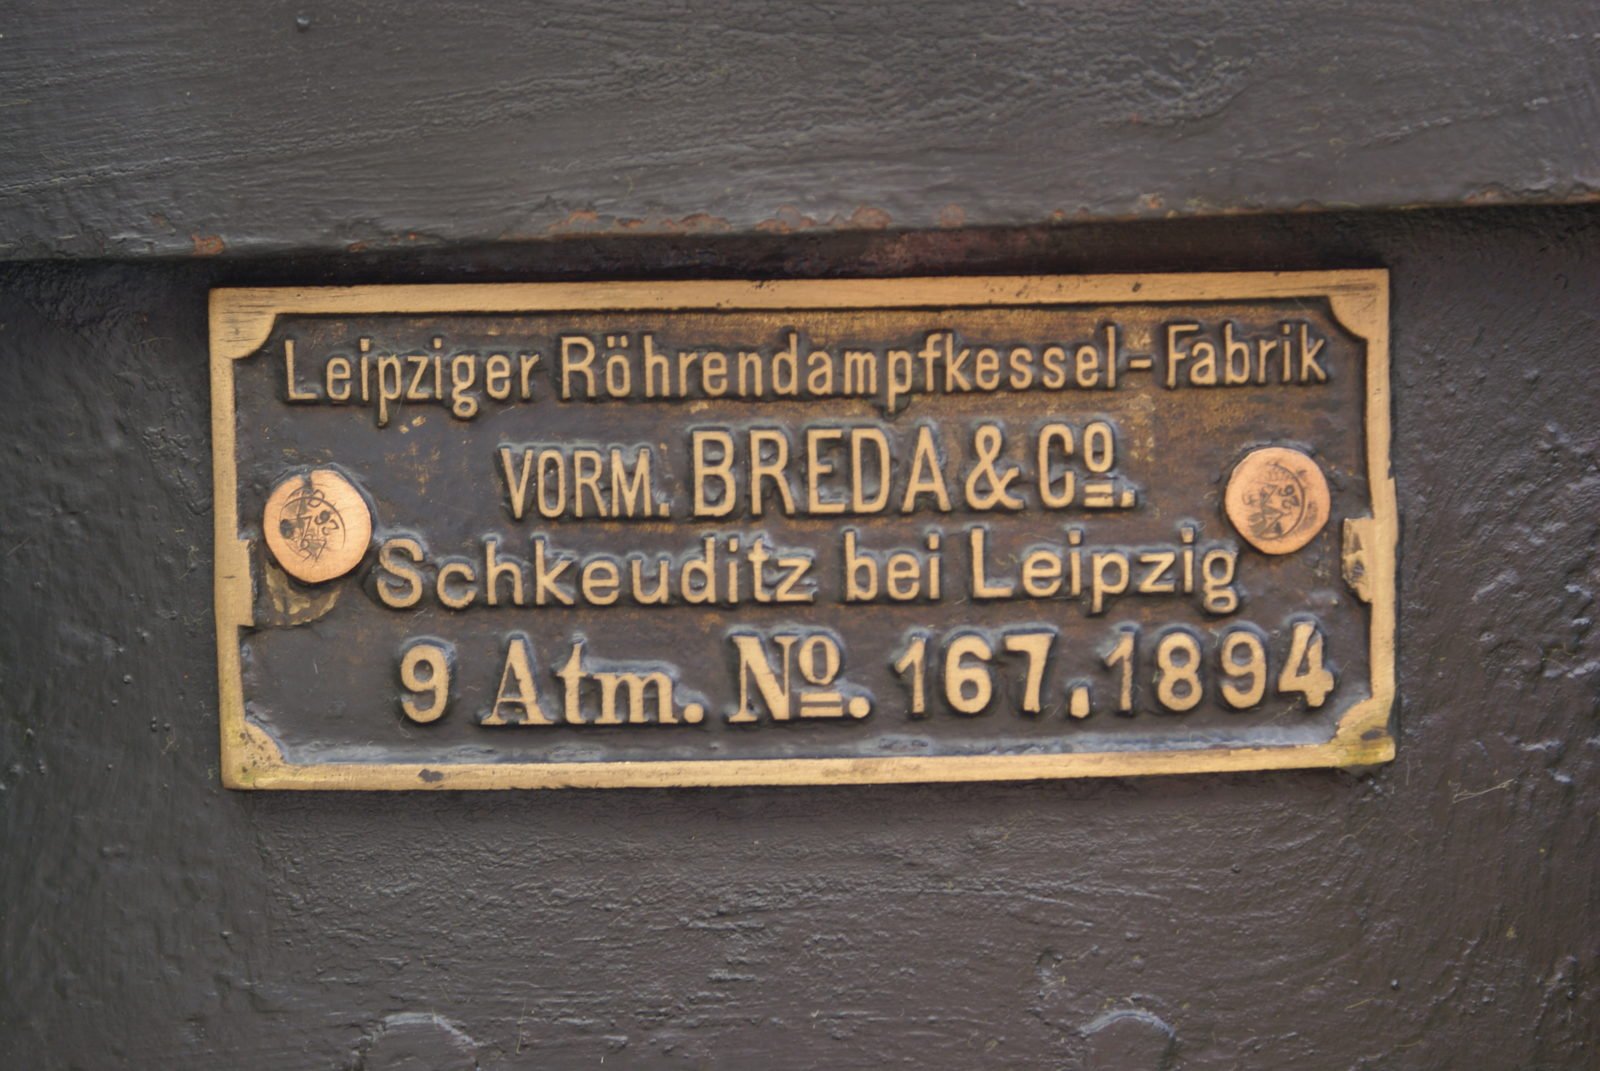 Leipziger Röhrendampfkessel-Fabrik
VORM. BREDA & Cº.
Schkeuditz bei Leipzig
9 Atm. Nº. 167. 1894